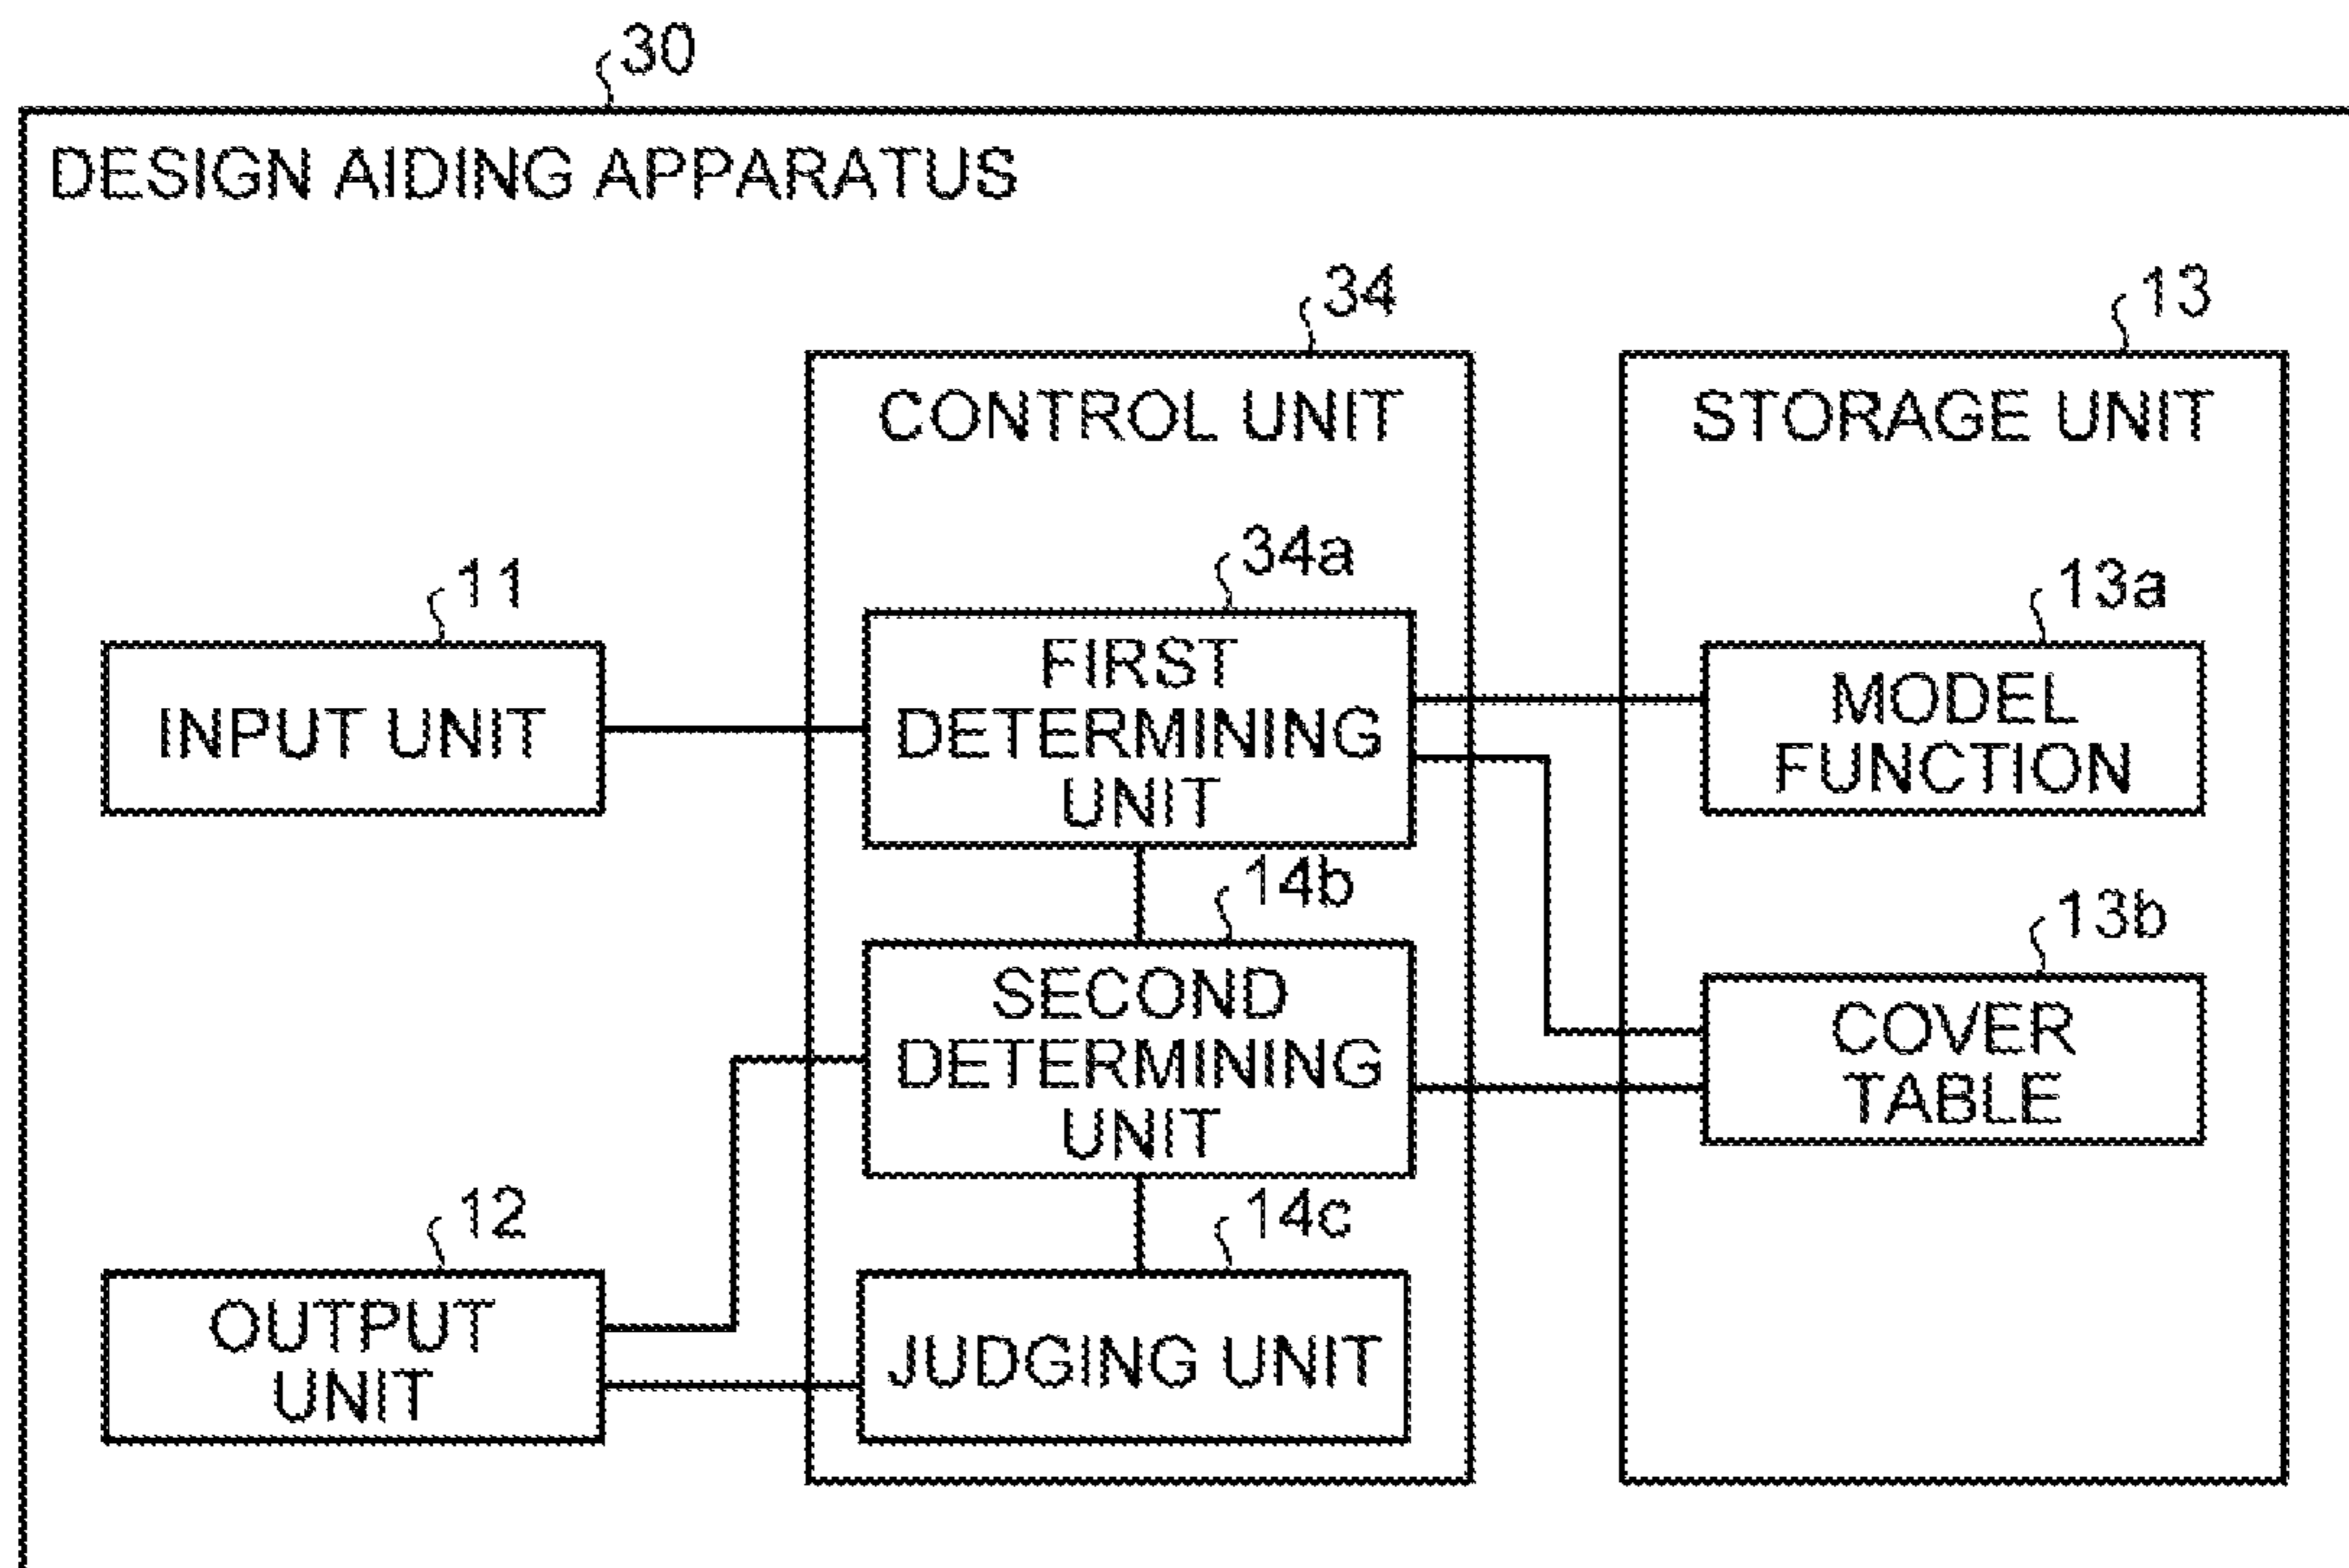 30
DESIGN AIDING APPARATUS
34
CONTROL UNIT
13
STORAGE UNIT
11
INPUT UNIT
34a
FIRST
DETERMINING
UNIT
13a
MODEL
FUNCTION
14b
SECOND
DETERMINING
UNIT
13b
COVER
TABLE
12
OUTPUT
UNIT
14c
JUDGING UNIT